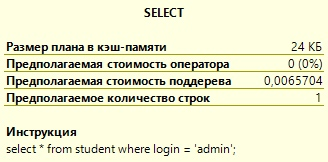 SELECT
Размер плана в кэш-памяти 24 КБ
Предполагаемая стоимость оператора 0 (0%)
Предполагаемая стоимость поддерева 0,0065704
Предполагаемое количество строк 1
Инструкция
select * from student where login = 'admin';